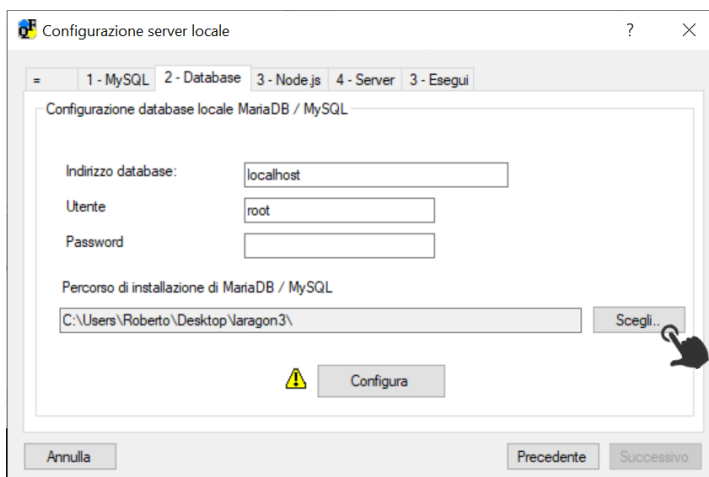 Configurazione server locale
?
= 1 - MySQL 2 - Database 3 - Node.js 4 - Server 3 - Esegui
Configurazione database locale MariaDB / MySQL
Indirizzo database: localhost
Utente root
Password
Percorso di installazione di MariaDB / MySQL
C:\Users\Roberto\Desktop\laragon3\ Scegli..
Configura
Annulla Precedente Successivo